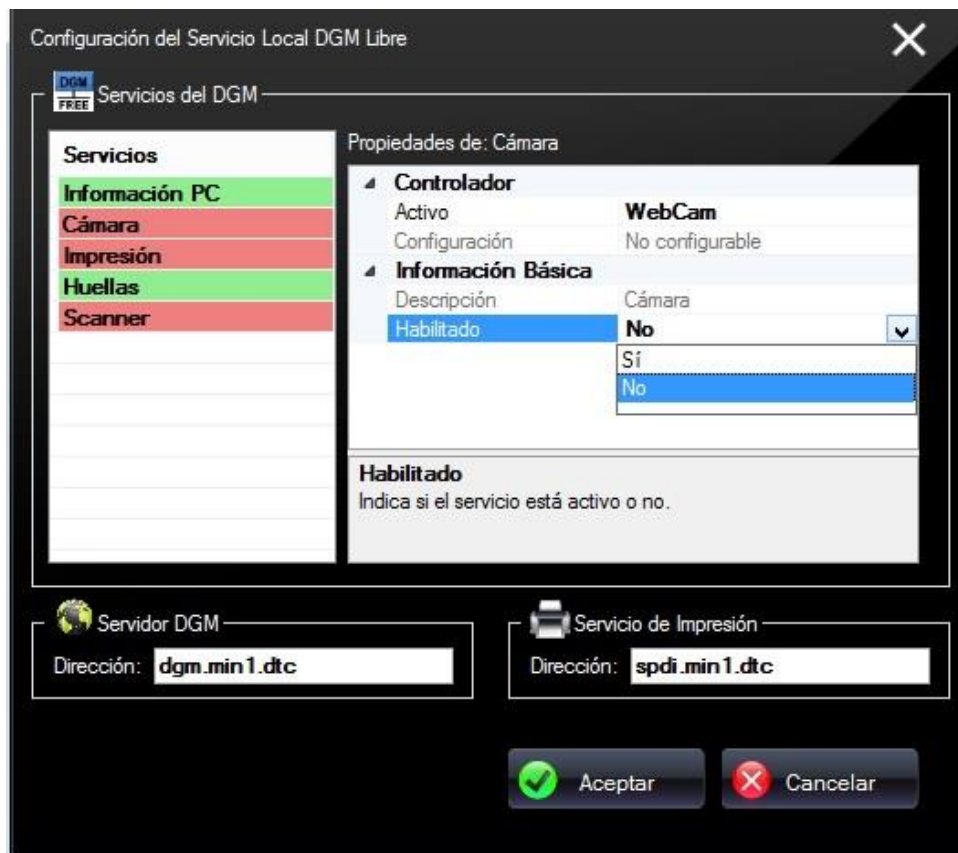 Configuración del Servicio Local DGM Libre
DGM
FREE
Servicios del DGM
Servicios
Información PC
Cámara
Impresión
Huellas
Scanner
Propiedades de: Cámara
Controlador
Activo WebCam
Configuración No configurable
Información Básica
Descripción Cámara
Habilitado No
Sí
No
Habilitado
Indica si el servicio está activo o no.
Servidor DGM
Dirección: dgm.min1.dtc
Servicio de Impresión
Dirección: spdi.min1.dtc
Aceptar
Cancelar